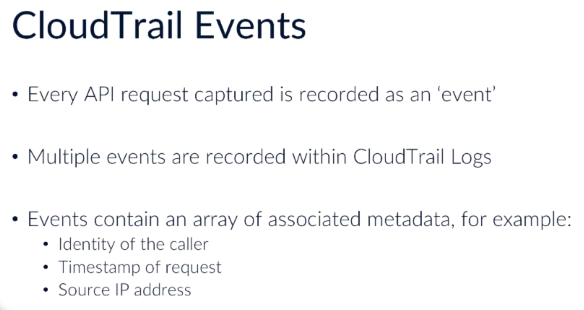 CloudTrail Events
• Every API request captured is recorded as an ‘event’
• Multiple events are recorded within CloudTrail Logs
• Events contain an array of associated metadata, for example:
• Identity of the caller
• Timestamp of request
• Source IP address